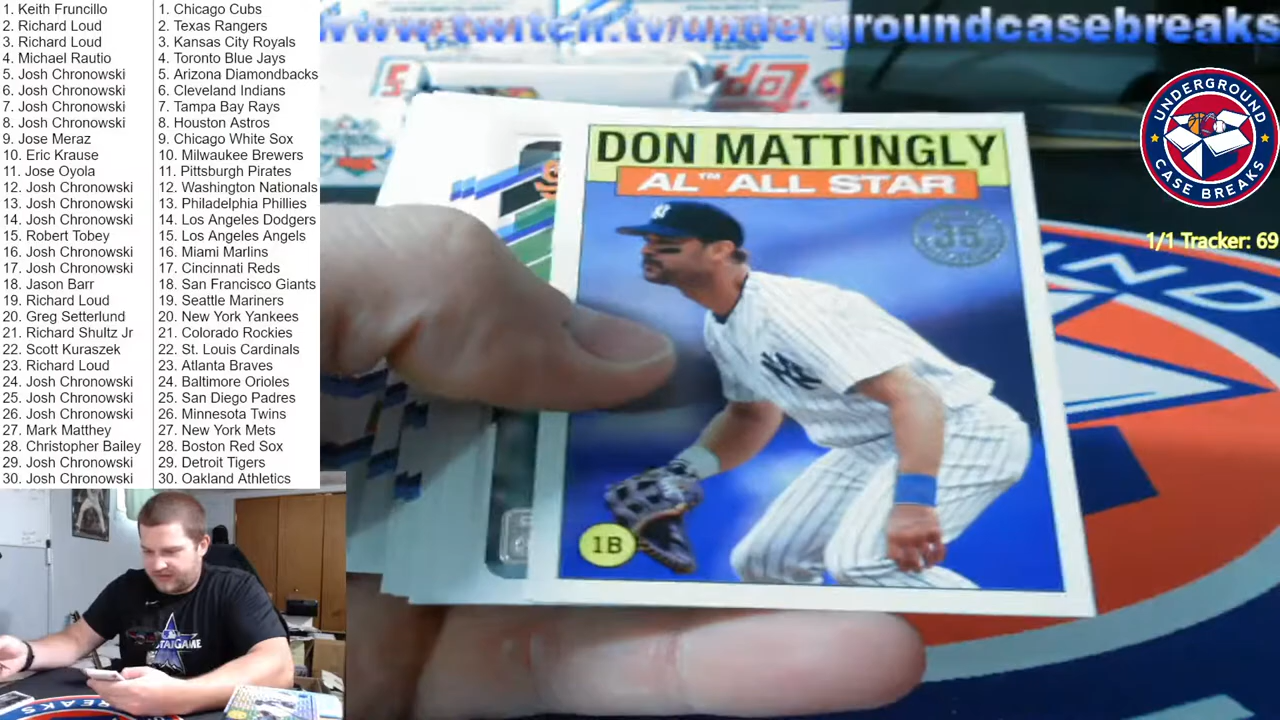 1. Keith Fruncillo
2. Richard Loud
3. Richard Loud
4. Michael Rautio
5. Josh Chronowski
6. Josh Chronowski
7. Josh Chronowski
8. Josh Chronowski
9. Jose Meraz
10. Eric Krause
11. Jose Oyola
12. Josh Chronowski
13. Josh Chronowski
14. Josh Chronowski
15. Robert Tobey
16. Josh Chronowski
17. Josh Chronowski
18. Jason Barr
19. Richard Loud
20. Greg Setterlund
21. Richard Shultz Jr
22. Scott Kuraszek
23. Richard Loud
24. Josh Chronowski
25. Josh Chronowski
26. Josh Chronowski
27. Mark Matthey
28. Christopher Bailey
29. Josh Chronowski
30. Josh Chronowski
1. Chicago Cubs
2. Texas Rangers
3. Kansas City Royals
4. Toronto Blue Jays
5. Arizona Diamondbacks
6. Cleveland Indians
7. Tampa Bay Rays
8. Houston Astros
9. Chicago White Sox
10. Milwaukee Brewers
11. Pittsburgh Pirates
12. Washington Nationals
13. Philadelphia Phillies
14. Los Angeles Dodgers
15. Los Angeles Angels
16. Miami Marlins
17. Cincinnati Reds
18. San Francisco Giants
19. Seattle Mariners
20. New York Yankees
21. Colorado Rockies
22. St. Louis Cardinals
23. Atlanta Braves
24. Baltimore Orioles
25. San Diego Padres
26. Minnesota Twins
27. New York Mets
28. Boston Red Sox
29. Detroit Tigers
30. Oakland Athletics
www.twitch.tv/undergroundcasebreaks
DON MATTINGLY
AL™ ALL STAR
35
NY
1B
UNDERGROUND
CASE BREAKS
1/1 Tracker: 69
ND
STARGAME
BREAKS